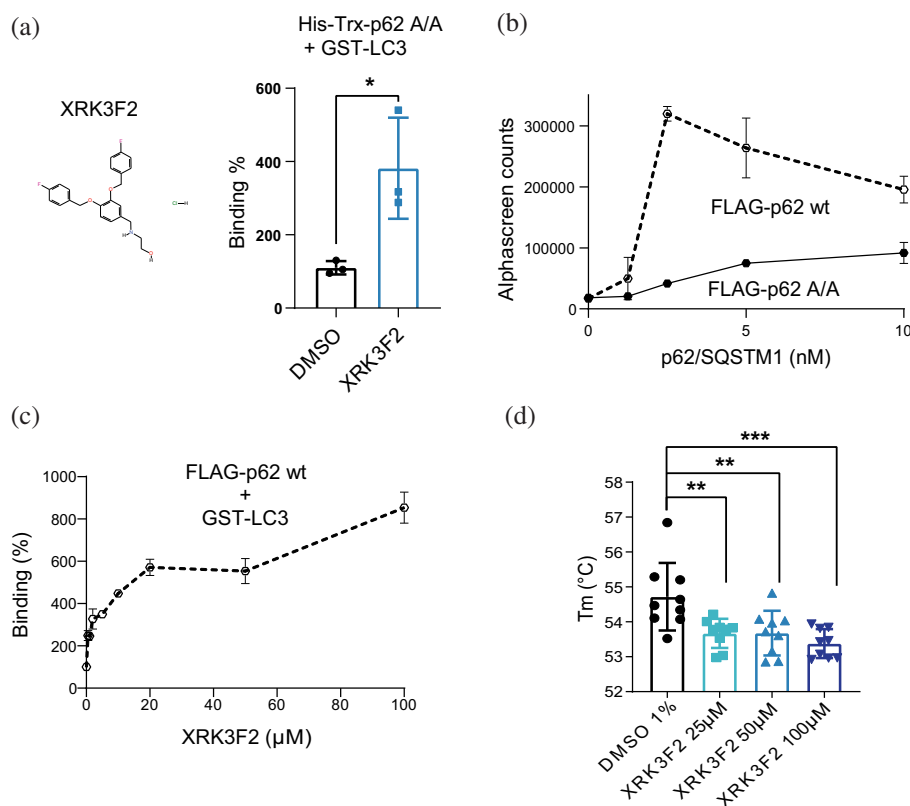 (a)
XRK3F2
F
F
O
O
N
H
O
H
Cl
H
His-Trx-p62 A/A
+ GST-LC3
*
600
400
200
0
Binding %
DMSO
XRK3F2
(b)
300000
200000
100000
0
Alphascreen counts
FLAG-p62 wt
FLAG-p62 A/A
0
5
10
p62/SQSTM1 (nM)
(c)
FLAG-p62 wt
+
GST-LC3
1000
800
600
400
200
0
Binding (%)
0
20
40
60
80
100
XRK3F2 (µM)
(d)
***
**
**
58
57
56
55
54
53
52
Tm (°C)
DMSO 1%
XRK3F2 25µM
XRK3F2 50µM
XRK3F2 100µM